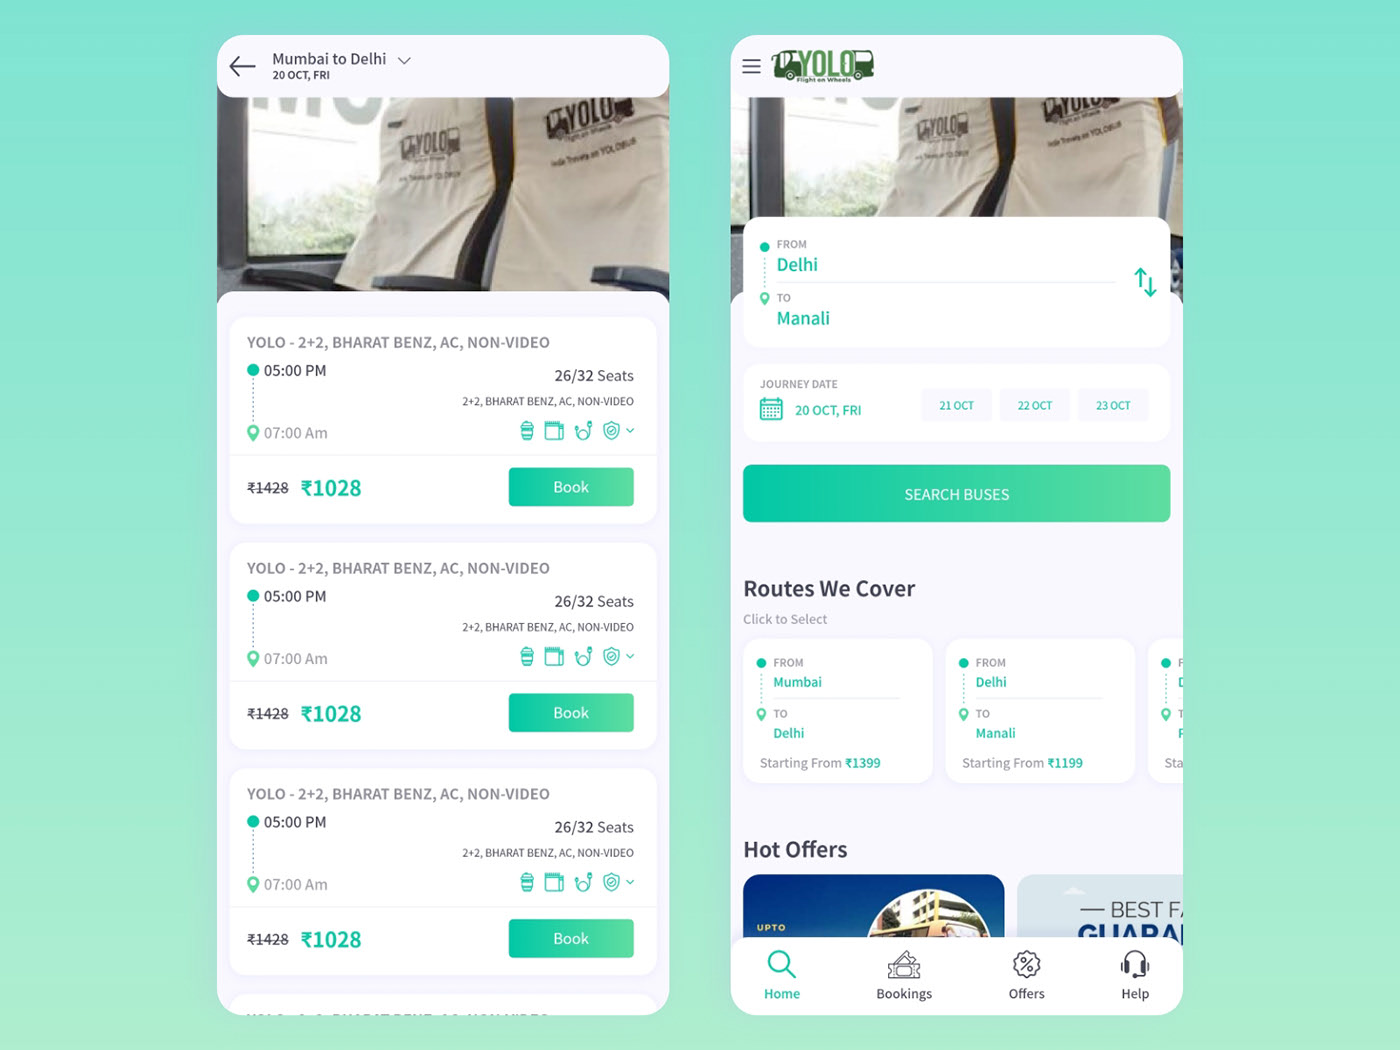 Mumbai to Delhi
20 OCT, FRI
YOLO
YOLO
YOLO - 2+2, BHARAT BENZ, AC, NON-VIDEO
05:00 PM
26/32 Seats
2+2, BHARAT BENZ, AC, NON-VIDEO
07:00 Am
₹1428 ₹1028
Book
YOLO - 2+2, BHARAT BENZ, AC, NON-VIDEO
05:00 PM
26/32 Seats
2+2, BHARAT BENZ, AC, NON-VIDEO
07:00 Am
₹1428 ₹1028
Book
YOLO - 2+2, BHARAT BENZ, AC, NON-VIDEO
05:00 PM
26/32 Seats
2+2, BHARAT BENZ, AC, NON-VIDEO
07:00 Am
₹1428 ₹1028
Book
YOLO
Flight on Wheels
YOLO
YOLO
FROM
Delhi
TO
Manali
JOURNEY DATE
20 OCT, FRI
21 OCT
22 OCT
23 OCT
SEARCH BUSES
Routes We Cover
Click to Select
FROM
Mumbai
TO
Delhi
Starting From ₹1399
FROM
Delhi
TO
Manali
Starting From ₹1199
Hot Offers
UPTO
BEST
Home
Bookings
Offers
Help